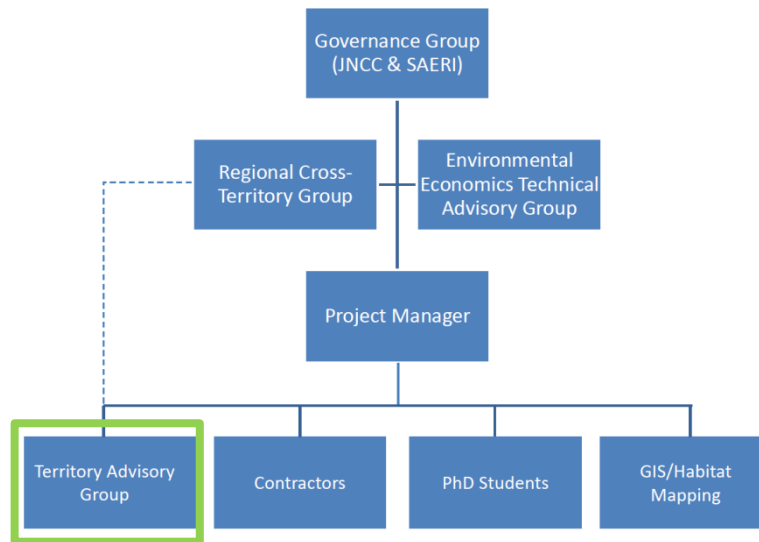 Governance Group
(JNCC & SAERI)
Regional Cross-
Territory Group
Environmental
Economics Technical
Advisory Group
Project Manager
Territory Advisory
Group
Contractors
PhD Students
GIS/Habitat
Mapping